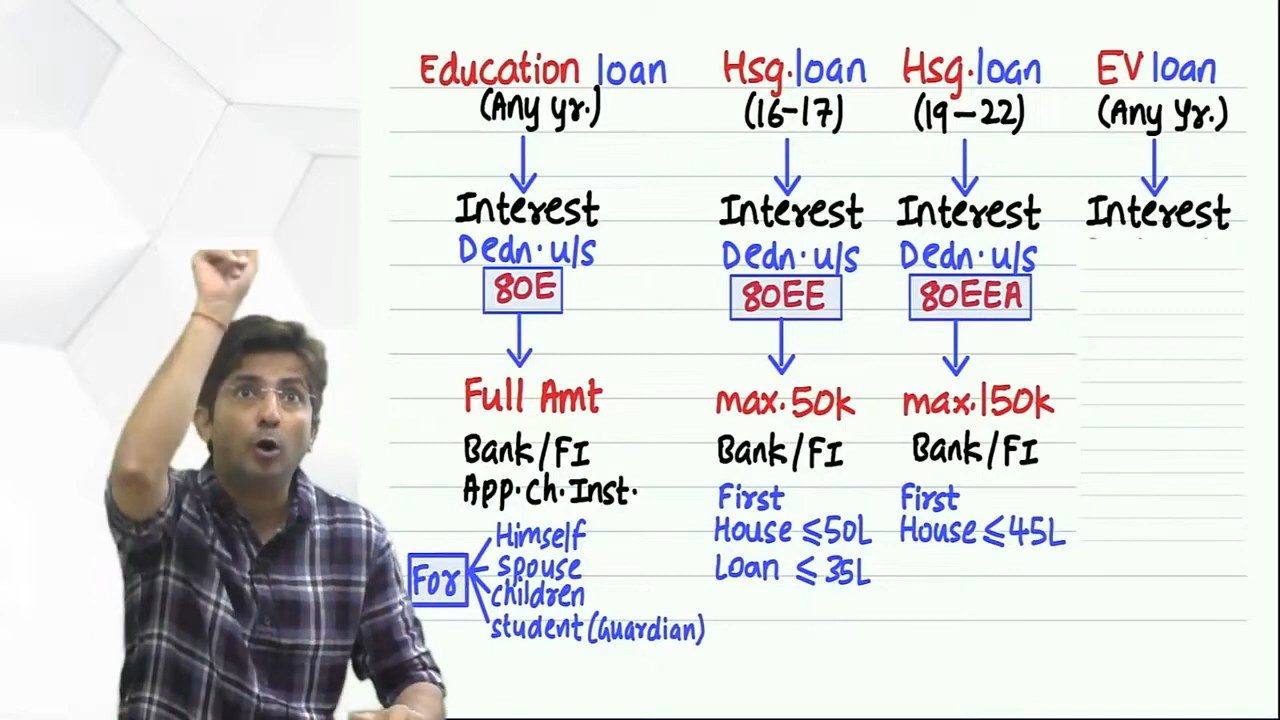 Education loan
(Any yr.)
Interest
Dedn. u/s
80E
Full Amt
Bank/FI
App. Ch. Inst.
For
Himself
Spouse
children
student (Guardian)
Hsg. loan
(16-17)
Interest
Dedn. u/s
80EE
max. 50k
Bank/FI
First
House ≤50L
Loan ≤ 35L
Hsg. loan
(19-22)
Interest
Dedn. u/s
80EEA
max. 150k
Bank/FI
First
House ≤45L
EV loan
(Any Yr.)
Interest